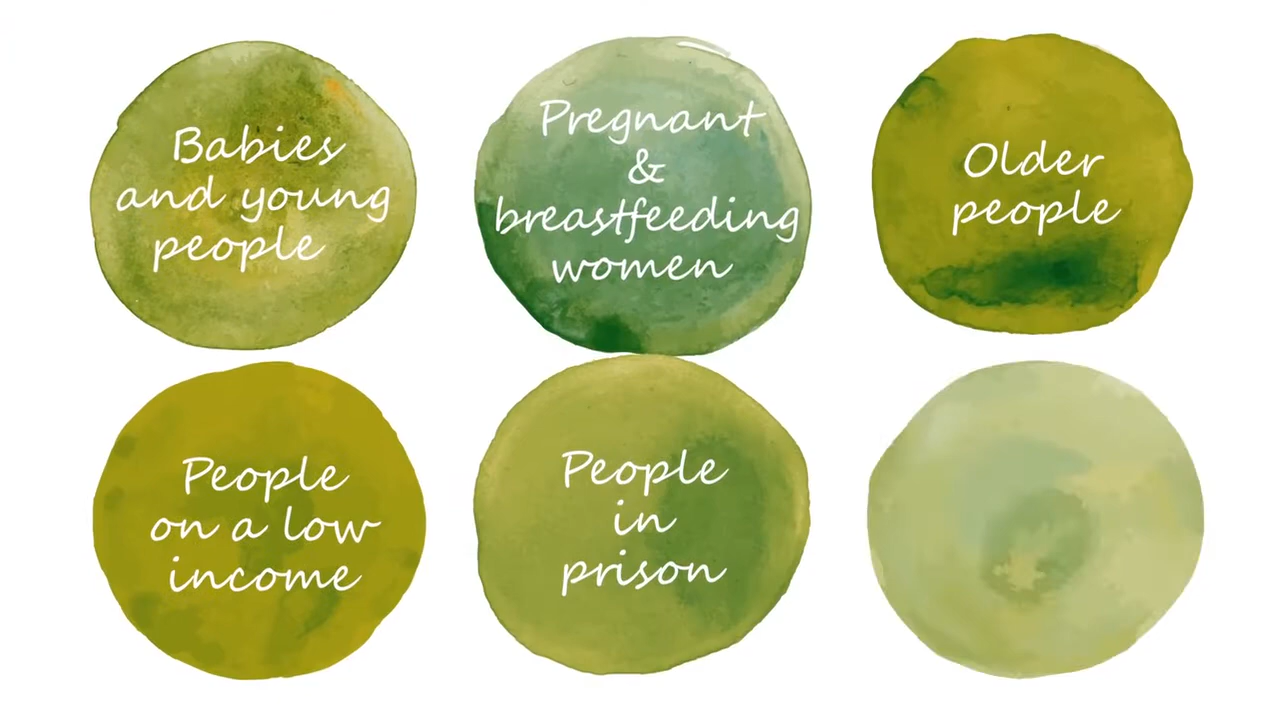 Babies
and young
people
Pregnant
&
breastfeeding
women
Older
people
People
on a low
income
People
in
prison